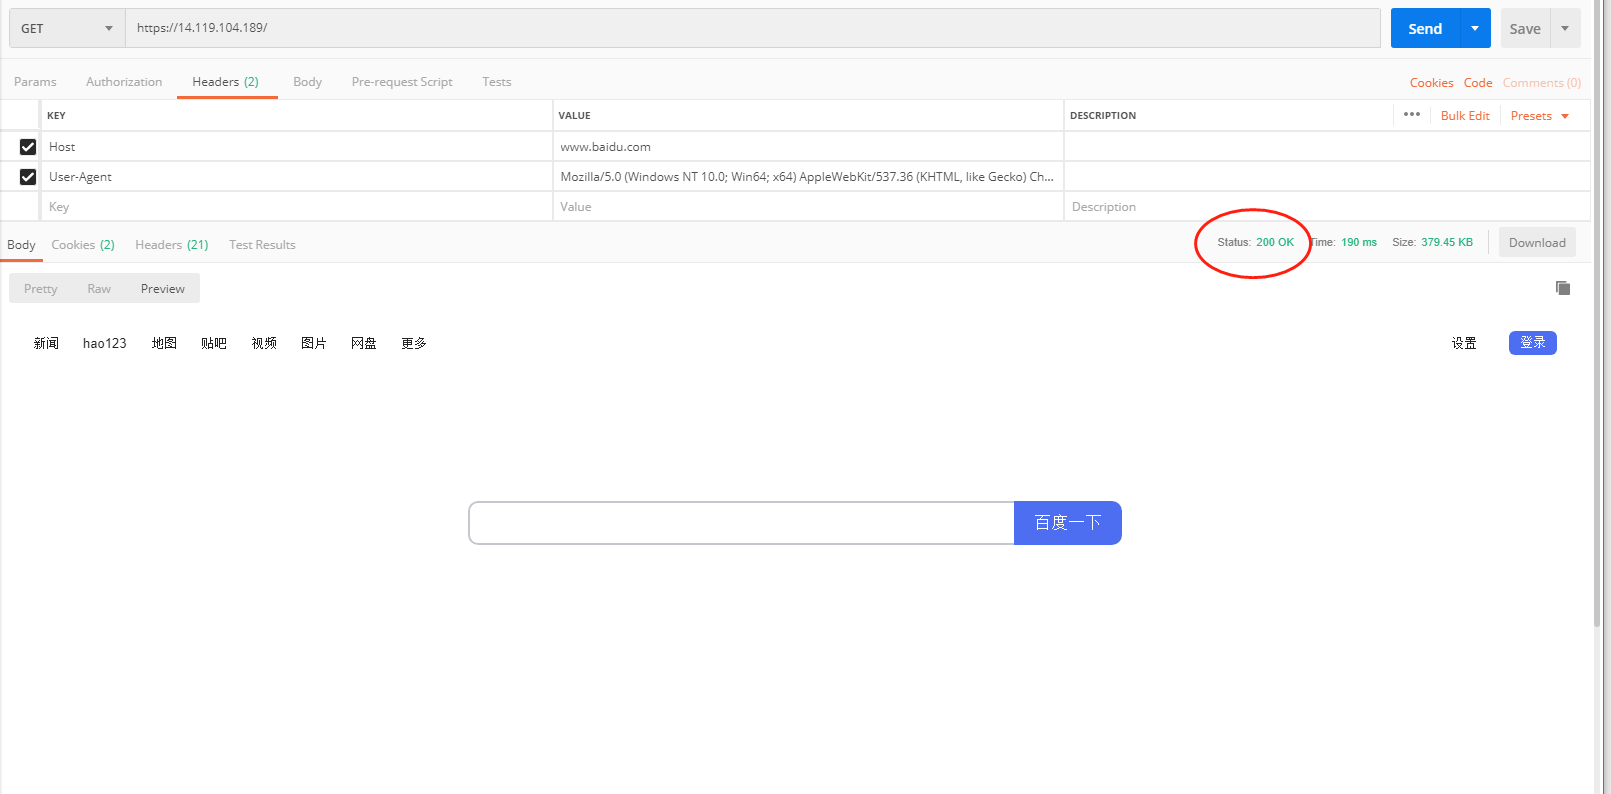 GET https://14.119.104.189/ Send Save
Params Authorization Headers (2) Body Pre-request Script Tests Cookies Code Comments (0)
KEY VALUE DESCRIPTION ••• Bulk Edit Presets
Host www.baidu.com
User-Agent Mozilla/5.0 (Windows NT 10.0; Win64; x64) AppleWebKit/537.36 (KHTML, like Gecko) Ch...
Key Value Description
Body Cookies (2) Headers (21) Test Results Status: 200 OK Time: 190 ms Size: 379.45 KB Download
Pretty Raw Preview
新闻 hao123 地图 贴吧 视频 图片 网盘 更多 设置 登录
百度一下